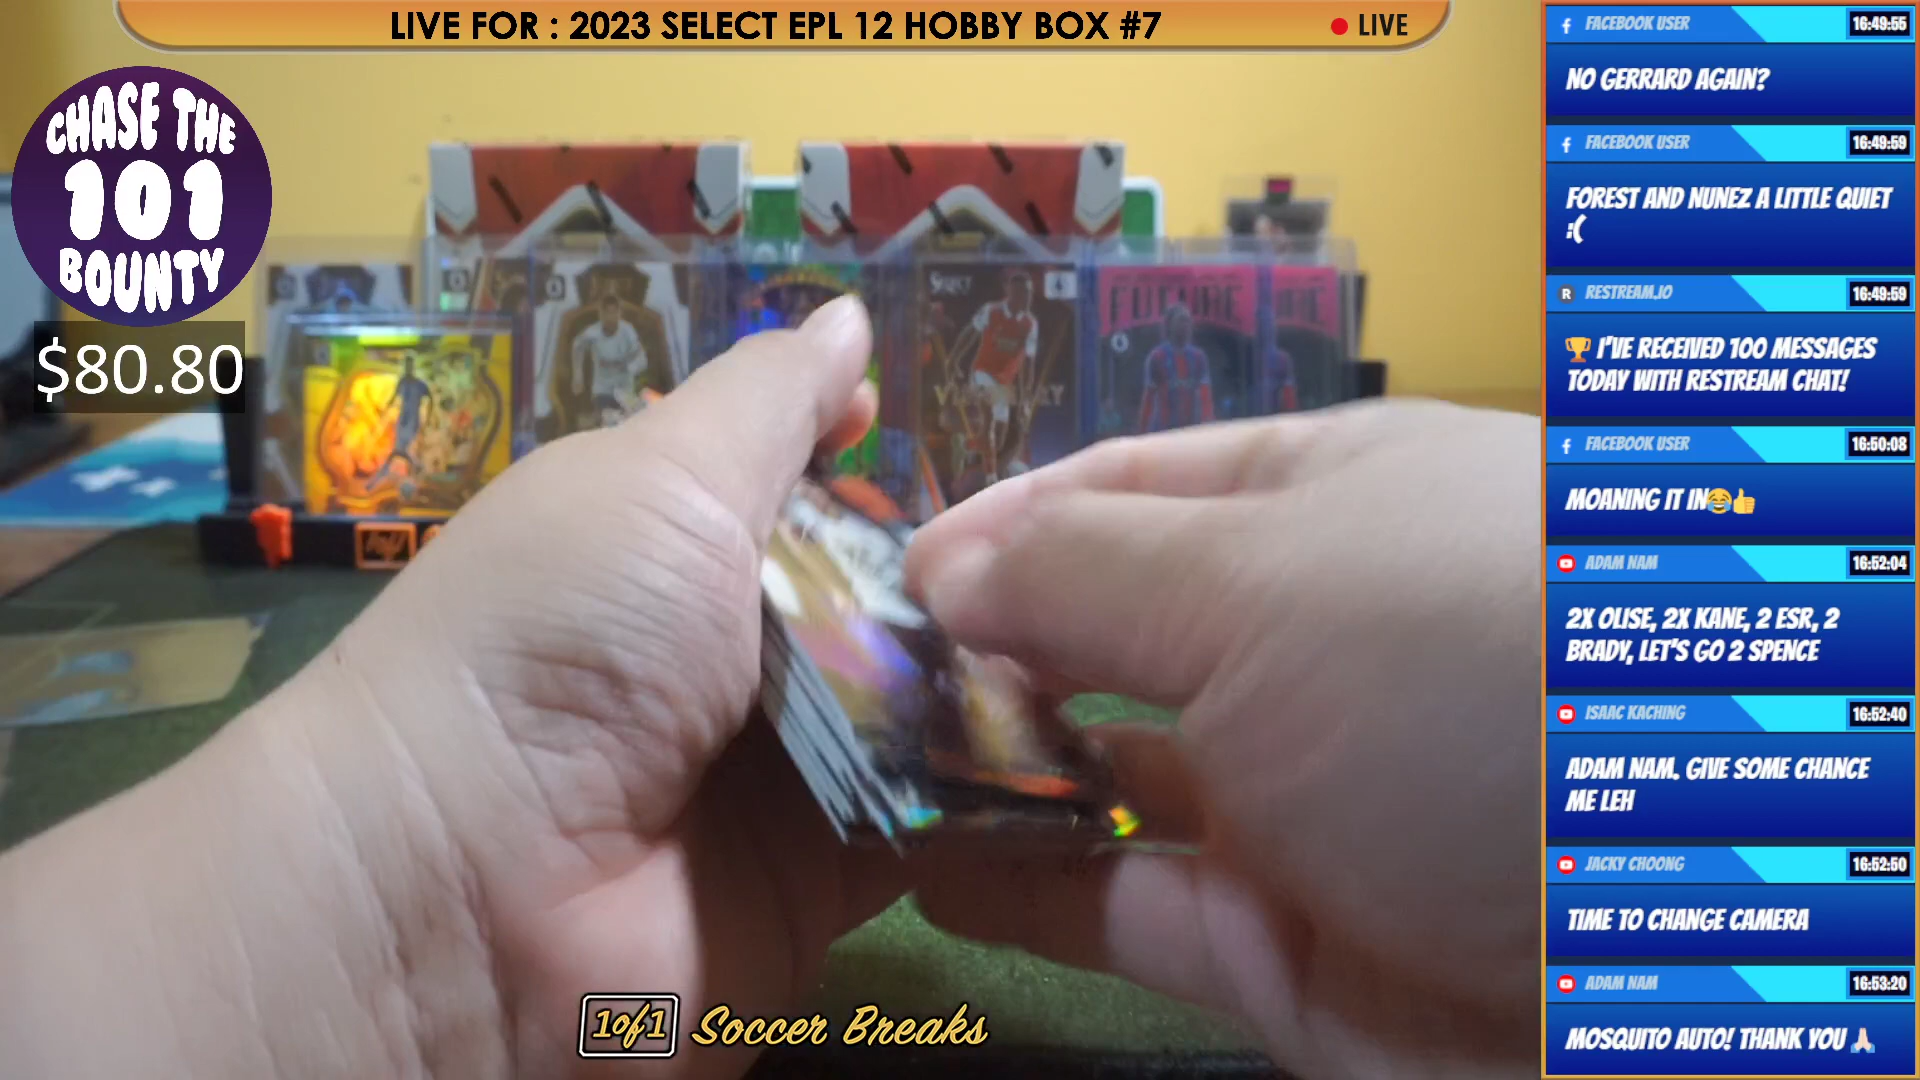 LIVE FOR : 2023 SELECT EPL 12 HOBBY BOX #7
LIVE
CHASE THE
101
BOUNTY
$80.80
SELECT
FUTURE
1of1 Soccer Breaks
FACEBOOK USER 16:49:55
NO GERRARD AGAIN?
FACEBOOK USER 16:49:59
FOREST AND NUNEZ A LITTLE QUIET
:(
RESTREAM.IO 16:49:59
🏆 I'VE RECEIVED 100 MESSAGES
TODAY WITH RESTREAM CHAT!
FACEBOOK USER 16:50:08
MOANING IT IN😂👍
ADAM NAM 16:52:04
2X OLISE, 2X KANE, 2 ESR, 2
BRADY, LET'S GO 2 SPENCE
ISAAC KACHING 16:52:40
ADAM NAM. GIVE SOME CHANCE
ME LEH
JACKY CHOONG 16:52:50
TIME TO CHANGE CAMERA
ADAM NAM 16:53:20
MOSQUITO AUTO! THANK YOU 🙏🏻